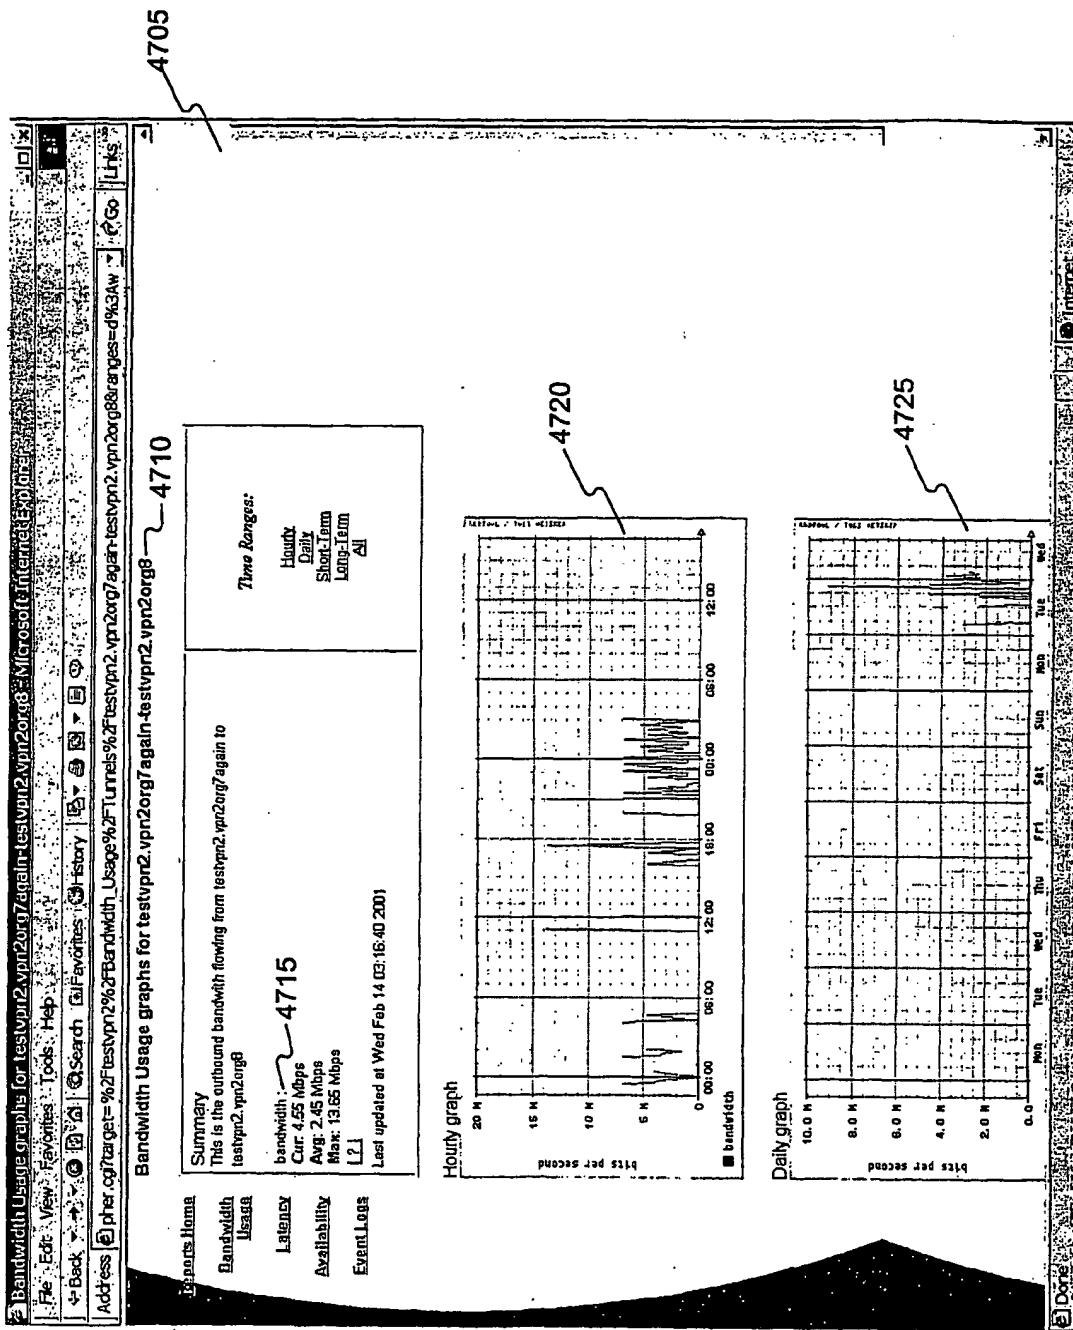 Bandwidth Usage graphs for testvpn2.vpn2org7again-testvpn2.vpn2org8 - Microsoft Internet Explorer
File Edit View Favorites Tools Help
Back Search Favorites History
Address pher.cgi?target=%2Ftestvpn2%2FBandwidth_Usage%2FTunnels%2Ftestvpn2.vpn2org7again-testvpn2.vpn2org8&ranges=d%3Aw Go Links
4705
Bandwidth Usage graphs for testvpn2.vpn2org7again-testvpn2.vpn2org8
4710
Reports Home
Bandwidth
Usage
Latency
Availability
Event Logs
Summary
This is the outbound bandwith flowing from testvpn2.vpn2org7again to
testvpn2.vpn2org8
bandwidth :
4715
Cur: 4.55 Mbps
Avg: 2.45 Mbps
Max: 13.65 Mbps
[ ? ]
Last updated at Wed Feb 14 03:16:40 2001
Time Ranges:
Hourly
Daily
Short-Term
Long-Term
All
Hourly graph
4720
bits per second
20 M
15 M
10 M
5 M
0
00:00 06:00 12:00 18:00 00:00 06:00 12:00
bandwidth
Daily graph
4725
bits per second
10.0 M
8.0 M
6.0 M
4.0 M
2.0 M
0.0
Mon Tue Wed Thu Fri Sat Sun Mon Tue Wed
Done Internet